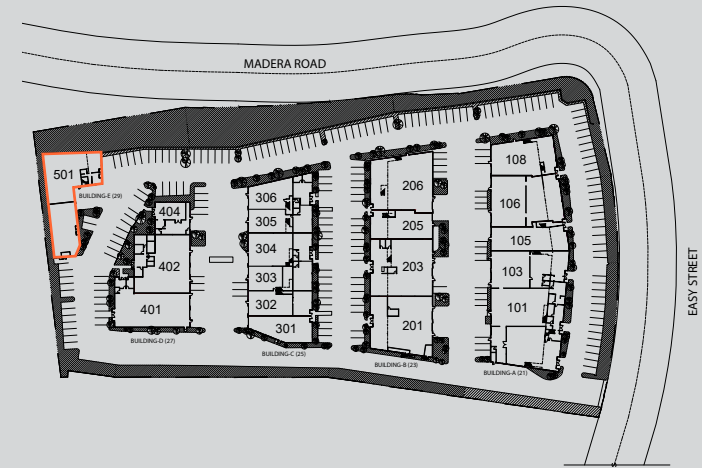 MADERA ROAD
EASY STREET
501
BUILDING-E (29)
404
402
401
BUILDING-D (27)
306
305
304
303
302
301
BUILDING-C (25)
206
205
203
201
BUILDING-B (23)
108
106
105
103
101
BUILDING-A (21)